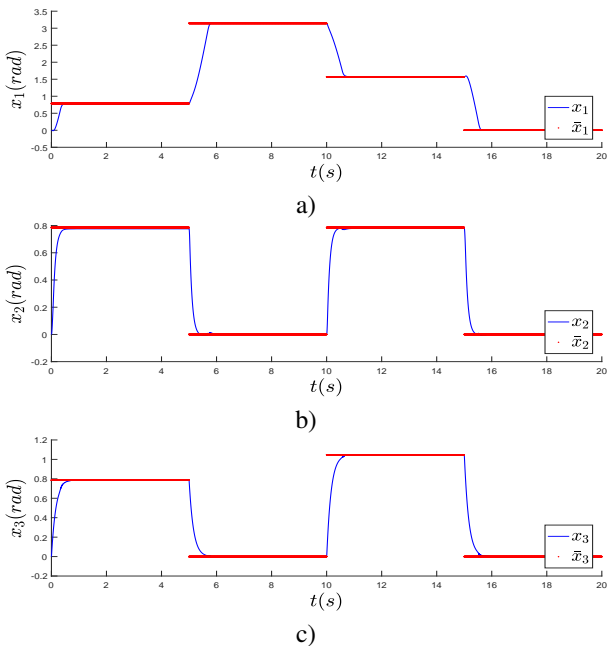 3.5
3
2.5
2
1.5
1
0.5
0
-0.5
x₁(rad)
0 2 4 6 8 10 12 14 16 18 20
t(s)
x₁
x̄₁
a)
0.8
0.6
0.4
0.2
0
-0.2
x₂(rad)
0 2 4 6 8 10 12 14 16 18 20
t(s)
x₂
x̄₂
b)
1.2
1
0.8
0.6
0.4
0.2
0
-0.2
x₃(rad)
0 2 4 6 8 10 12 14 16 18 20
t(s)
x₃
x̄₃
c)